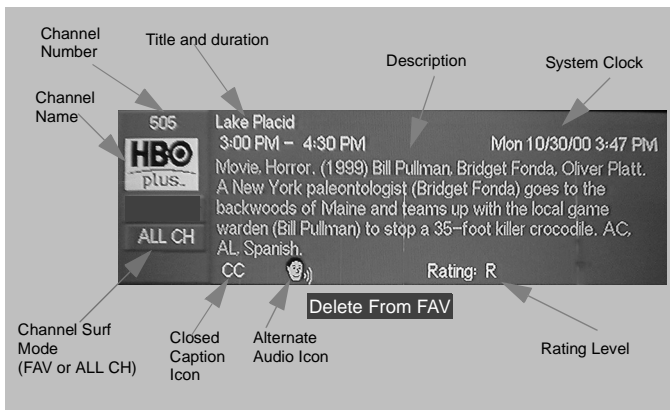 Channel
Number
Title and duration
Description
System Clock
Channel
Name
505
Lake Placid
3:00 PM – 4:30 PM
Mon 10/30/00 3:47 PM
HBO
plus
Movie, Horror, (1999) Bill Pullman, Bridget Fonda, Oliver Platt.
A New York paleontologist (Bridget Fonda) goes to the
backwoods of Maine and teams up with the local game
warden (Bill Pullman) to stop a 35–foot killer crocodile. AC,
AL, Spanish.
ALL CH
CC
Rating: R
Delete From FAV
Channel Surf
Mode
(FAV or ALL CH)
Closed
Caption
Icon
Alternate
Audio Icon
Rating Level